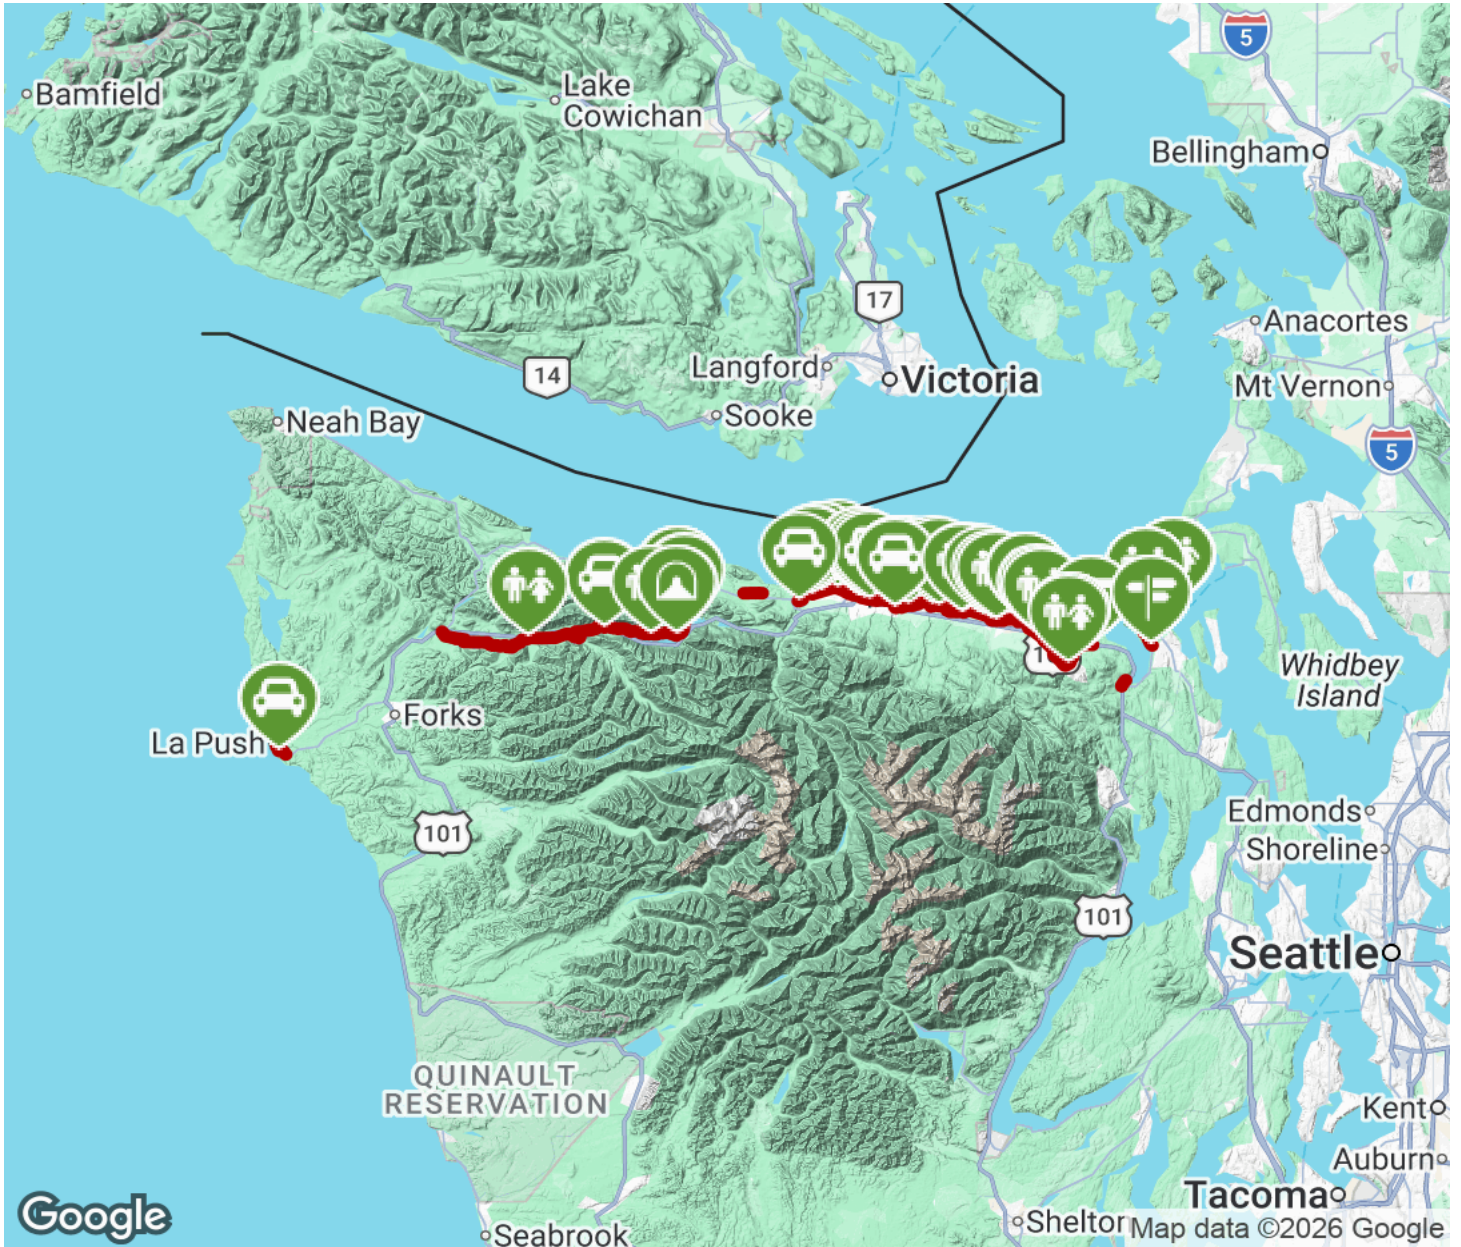 5
Bamfield
Lake
Cowichan
Bellingham
17
Anacortes
14
Langford
Victoria
Mt Vernon
Sooke
Neah Bay
5
Whidbey
Island
Forks
La Push
101
Edmonds
Shoreline
101
Seattle
QUINAULT
RESERVATION
Kent
Auburn
Tacoma
Google
Seabrook
Map data ©2026 Google